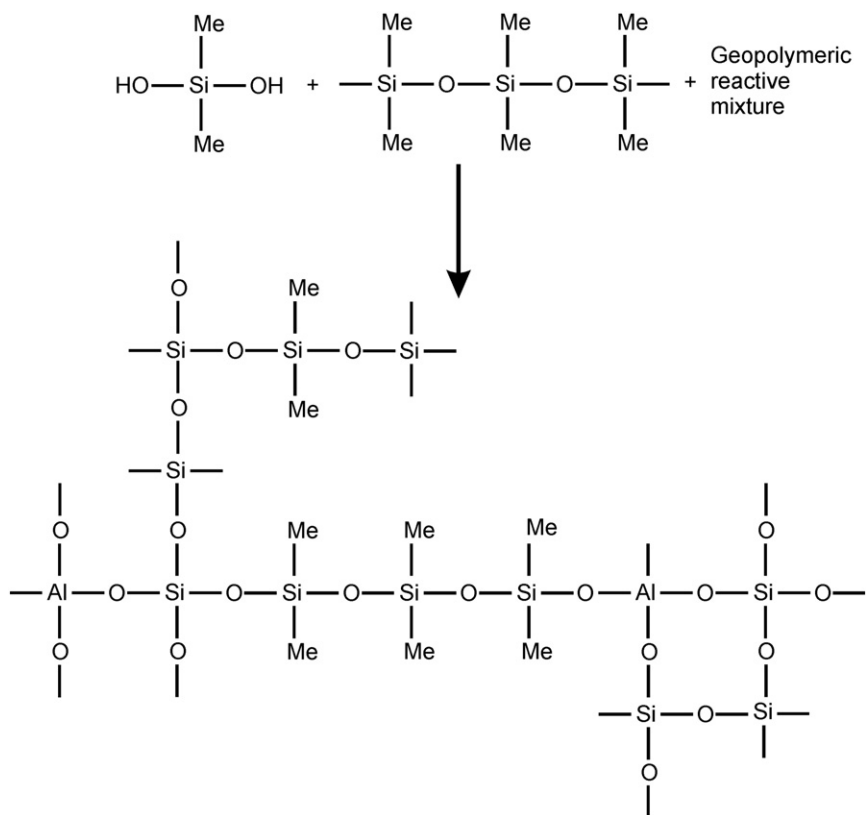 Me Me Me Me
HO Si OH + Si O Si O Si + Geopolymeric
reactive
mixture
Me Me Me Me
O Me
Si O Si O Si
O Me
Si
O O Me Me Me O
Al O Si O Si O Si O Si O Al O Si O
O O Me Me Me O O
Si O Si
O